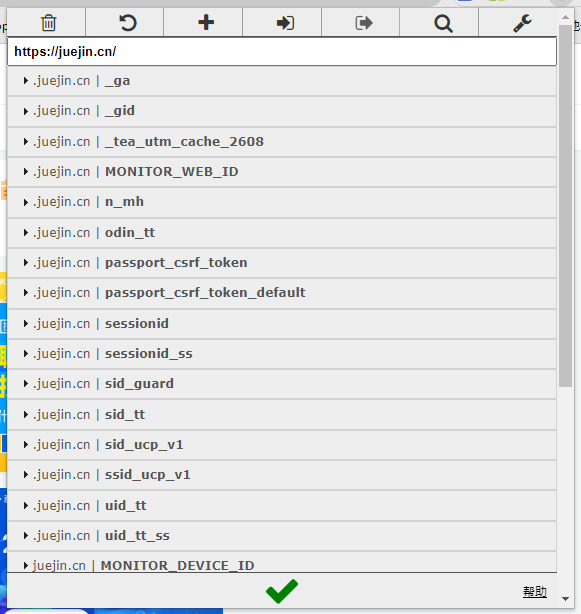 https://juejin.cn/
.juejin.cn | _ga
.juejin.cn | _gid
.juejin.cn | _tea_utm_cache_2608
.juejin.cn | MONITOR_WEB_ID
.juejin.cn | n_mh
.juejin.cn | odin_tt
.juejin.cn | passport_csrf_token
.juejin.cn | passport_csrf_token_default
.juejin.cn | sessionid
.juejin.cn | sessionid_ss
.juejin.cn | sid_guard
.juejin.cn | sid_tt
.juejin.cn | sid_ucp_v1
.juejin.cn | ssid_ucp_v1
.juejin.cn | uid_tt
.juejin.cn | uid_tt_ss
juejin.cn | MONITOR_DEVICE_ID
帮助